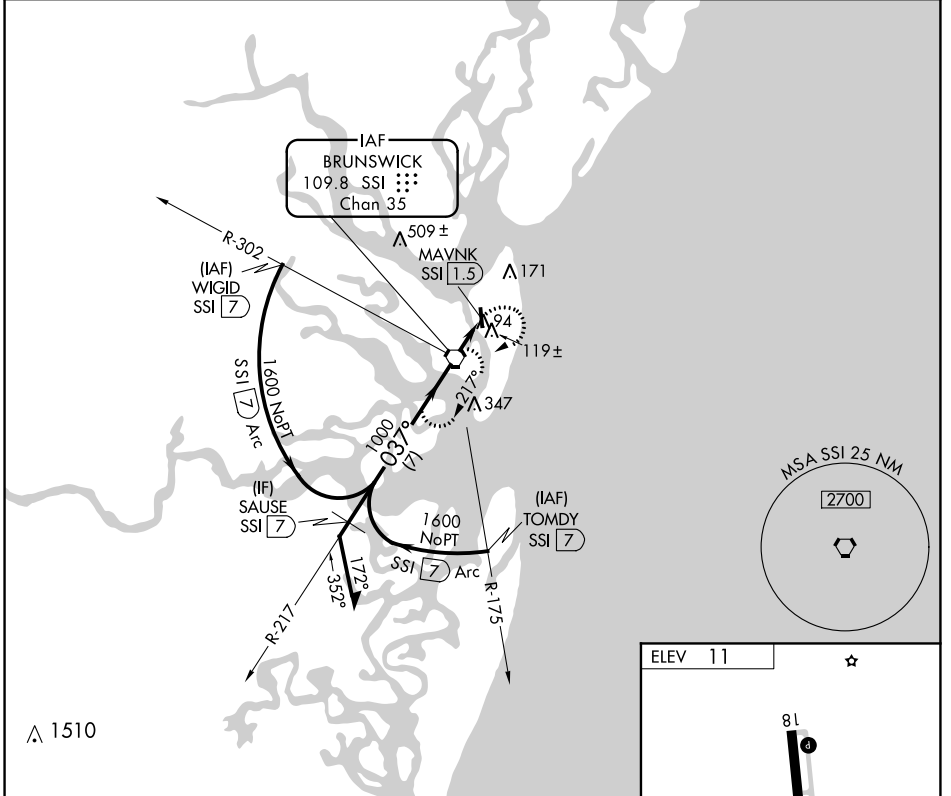 IAF
BRUNSWICK
109.8 SSI
Chan 35
R-302
509 ±
MAVNK
SSI 1.5
171
(IAF)
WIGID
SSI 7
94
119 ±
1600 NoPT
SSI 7 Arc
217°
347
1000
037°
(7)
(IF)
SAUSE
SSI 7
1600
NoPT
SSI 7 Arc
(IAF)
TOMDY
SSI 7
172°
352°
R-217
R-175
MSA SSI 25 NM
2700
1510
ELEV 11
18
P